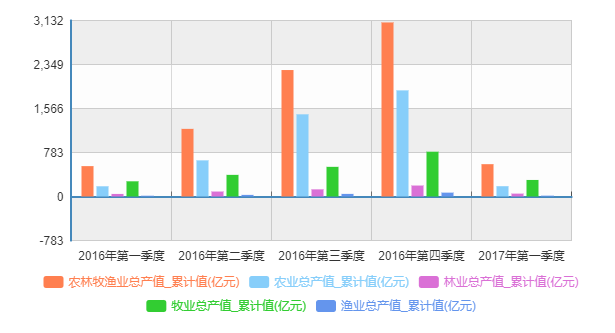 3,132
2,349
1,566
783
0
-783
2016年第一季度 2016年第二季度 2016年第三季度 2016年第四季度 2017年第一季度
农林牧渔业总产值_累计值(亿元) 农业总产值_累计值(亿元) 林业总产值_累计值(亿元)
牧业总产值_累计值(亿元) 渔业总产值_累计值(亿元)